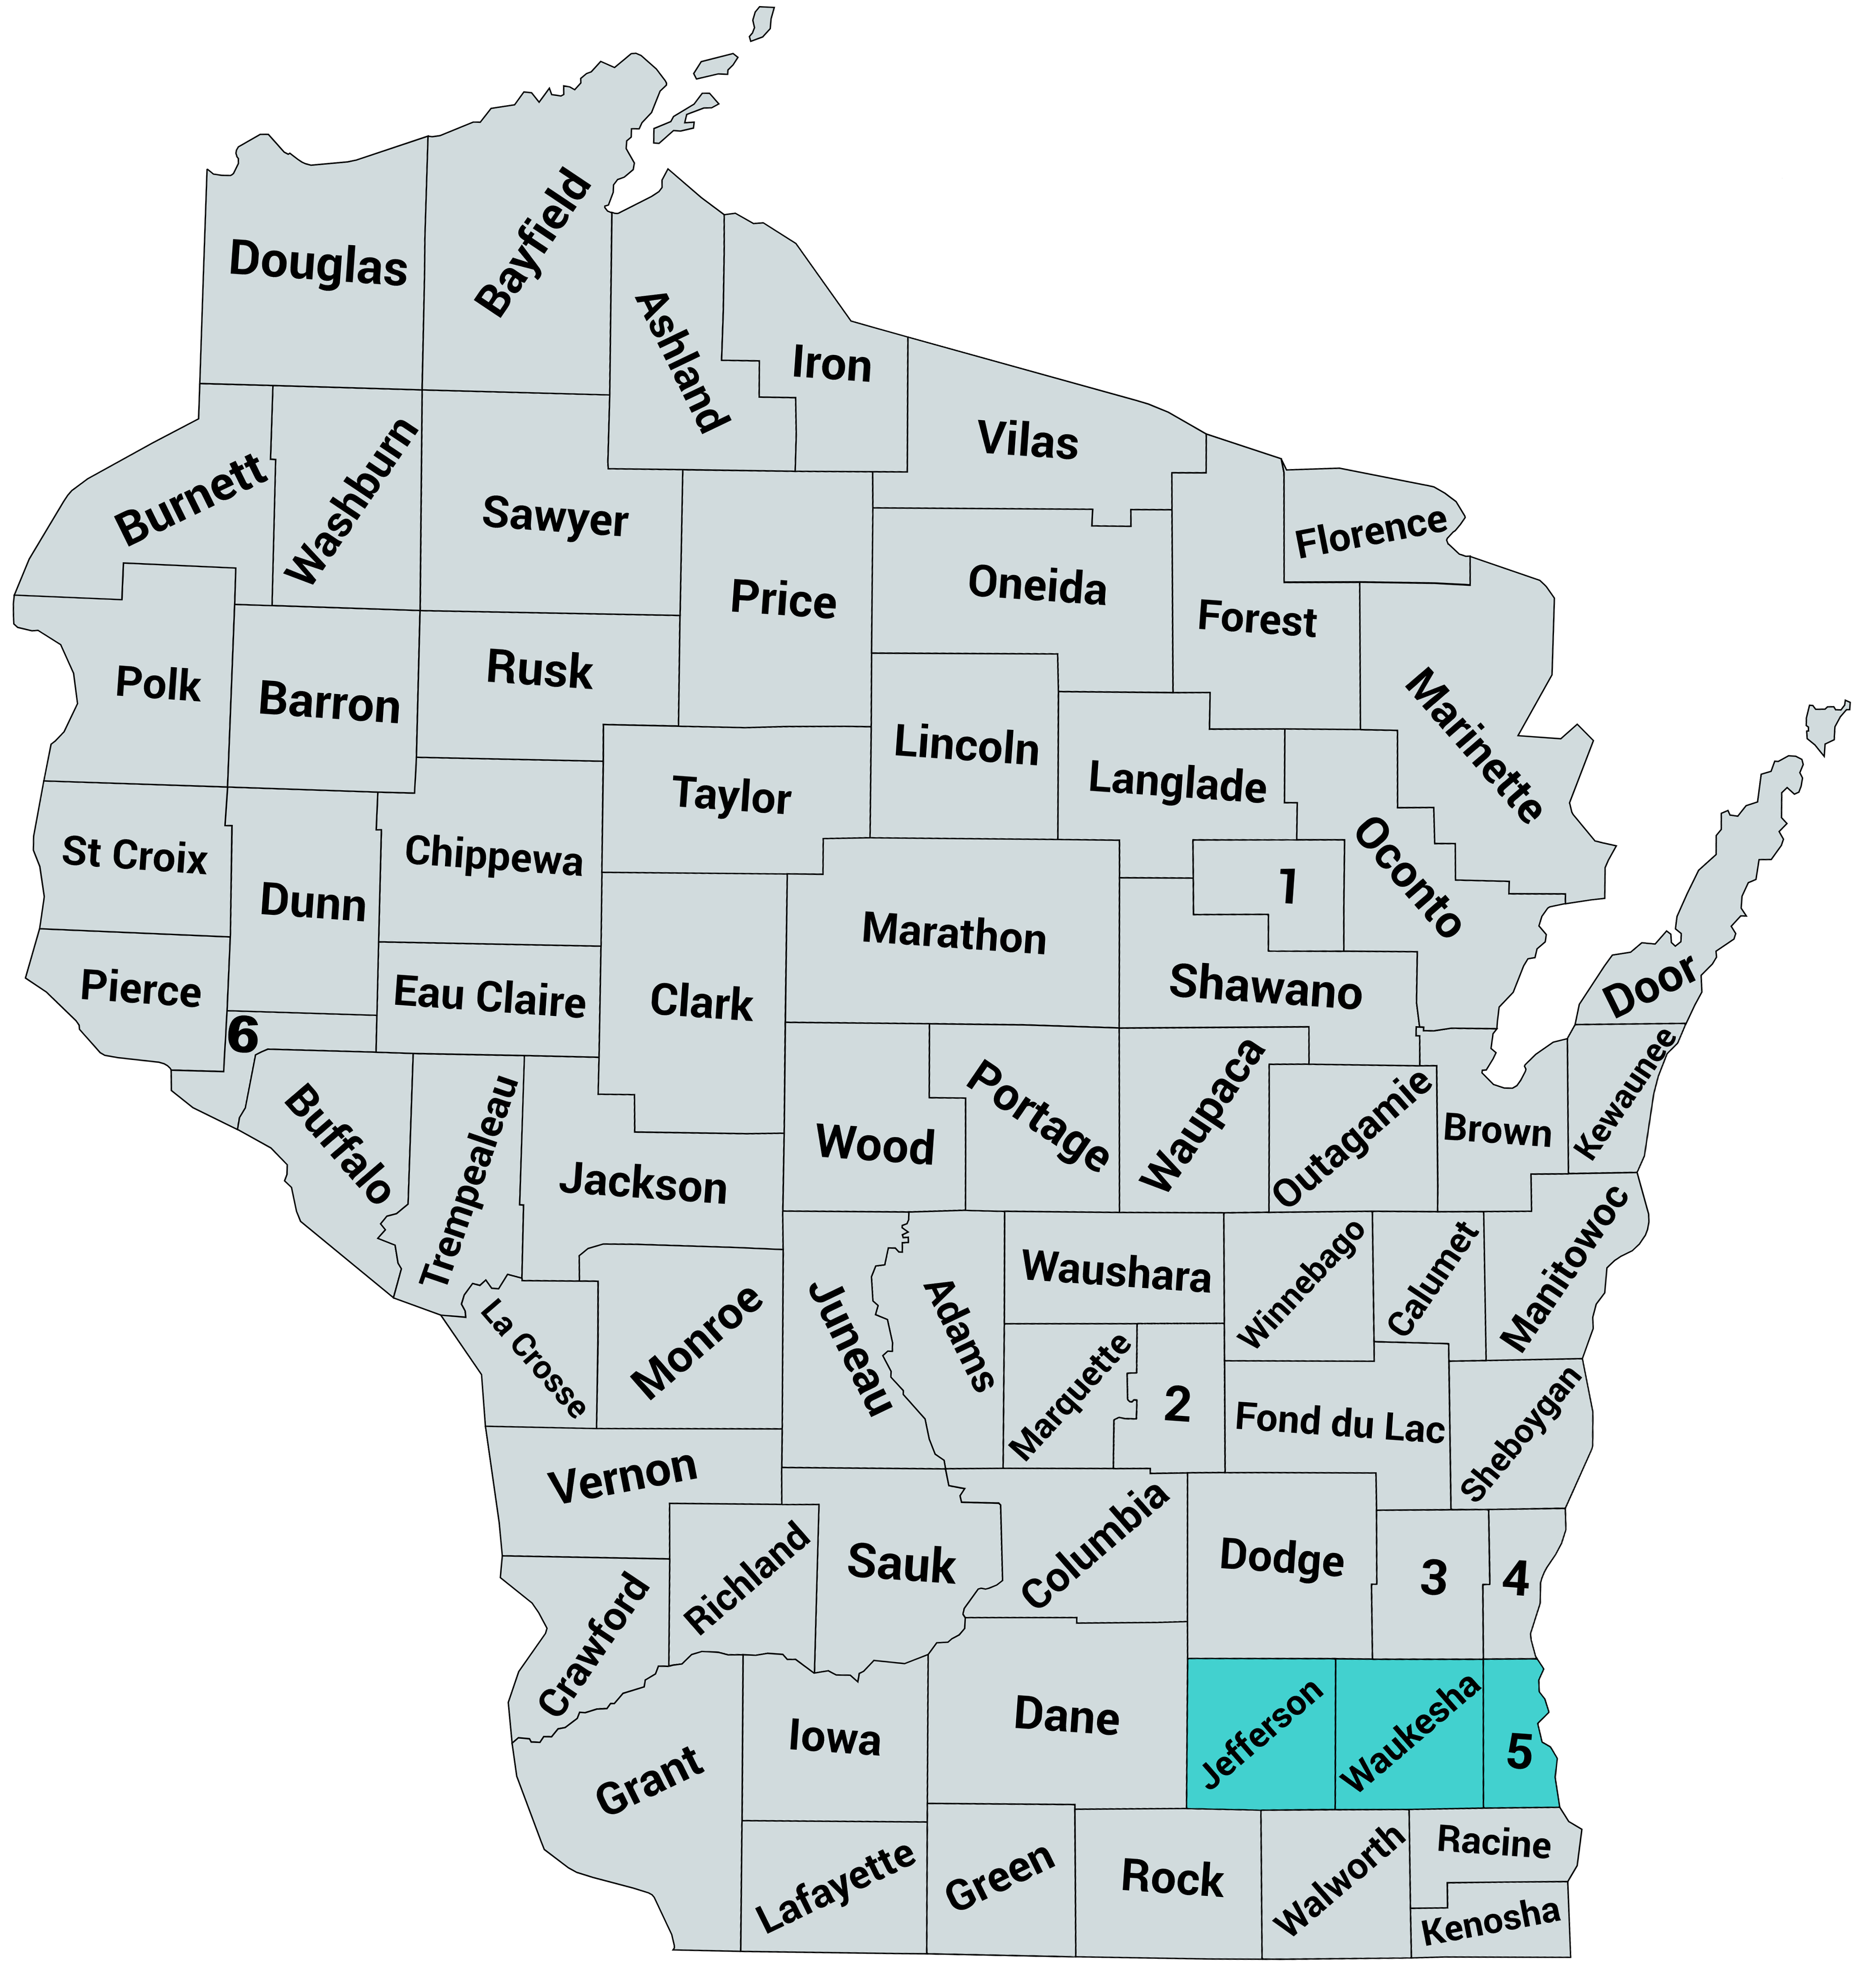 Douglas
Bayfield
Ashland
Iron
Vilas
Burnett
Washburn
Sawyer
Florence
Price
Oneida
Forest
Polk
Barron
Rusk
Marinette
Lincoln
Langlade
Taylor
St Croix
Chippewa
Oconto
1
Dunn
Marathon
Pierce
Eau Claire
Clark
Shawano
Door
6
Buffalo
Trempealeau
Jackson
Wood
Portage
Waupaca
Outagamie
Brown
Kewaunee
La Crosse
Monroe
Juneau
Adams
Waushara
Winnebago
Calumet
Manitowoc
Marquette
2
Fond du Lac
Sheboygan
Vernon
Richland
Sauk
Columbia
Dodge
3
4
Crawford
Grant
Iowa
Dane
Jefferson
Waukesha
5
Lafayette
Green
Rock
Walworth
Racine
Kenosha